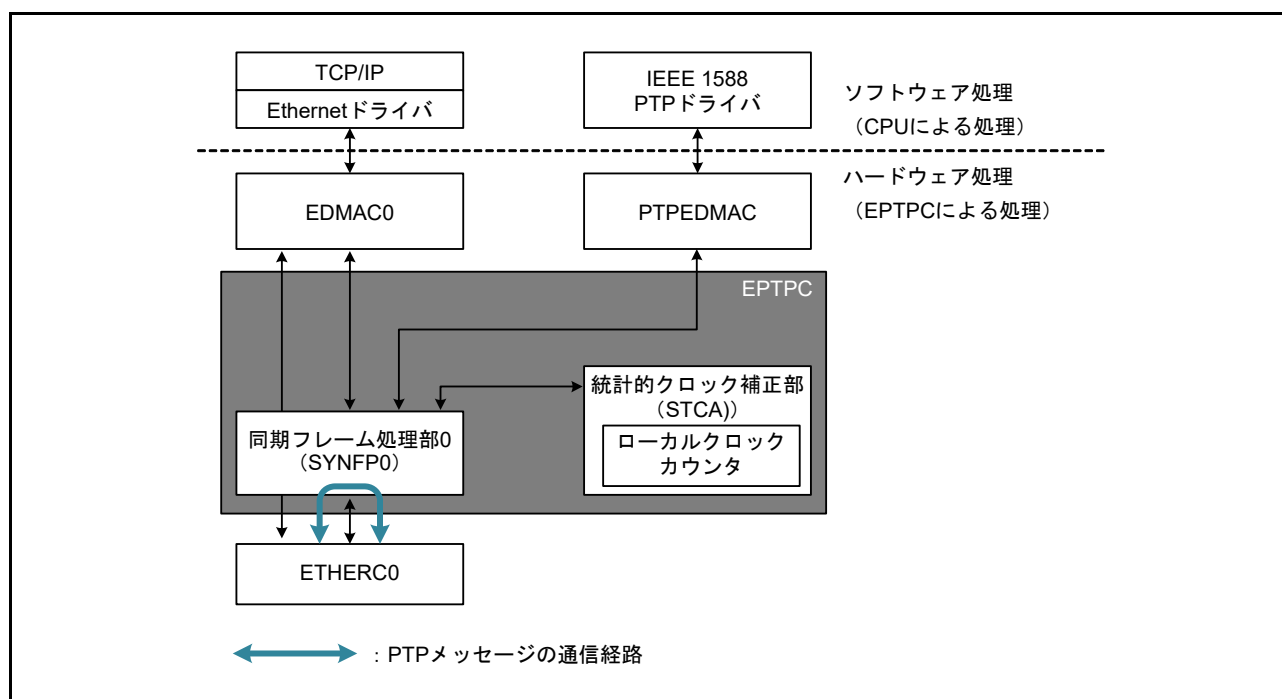 TCP/IP
Ethernetドライバ
IEEE 1588
PTPドライバ
ソフトウェア処理
（CPUによる処理）
ハードウェア処理
（EPTPCによる処理）
EDMAC0
PTPEDMAC
EPTPC
統計的クロック補正部
（STCA)）
ローカルクロック
カウンタ
同期フレーム処理部0
（SYNFP0）
ETHERC0
：PTPメッセージの通信経路